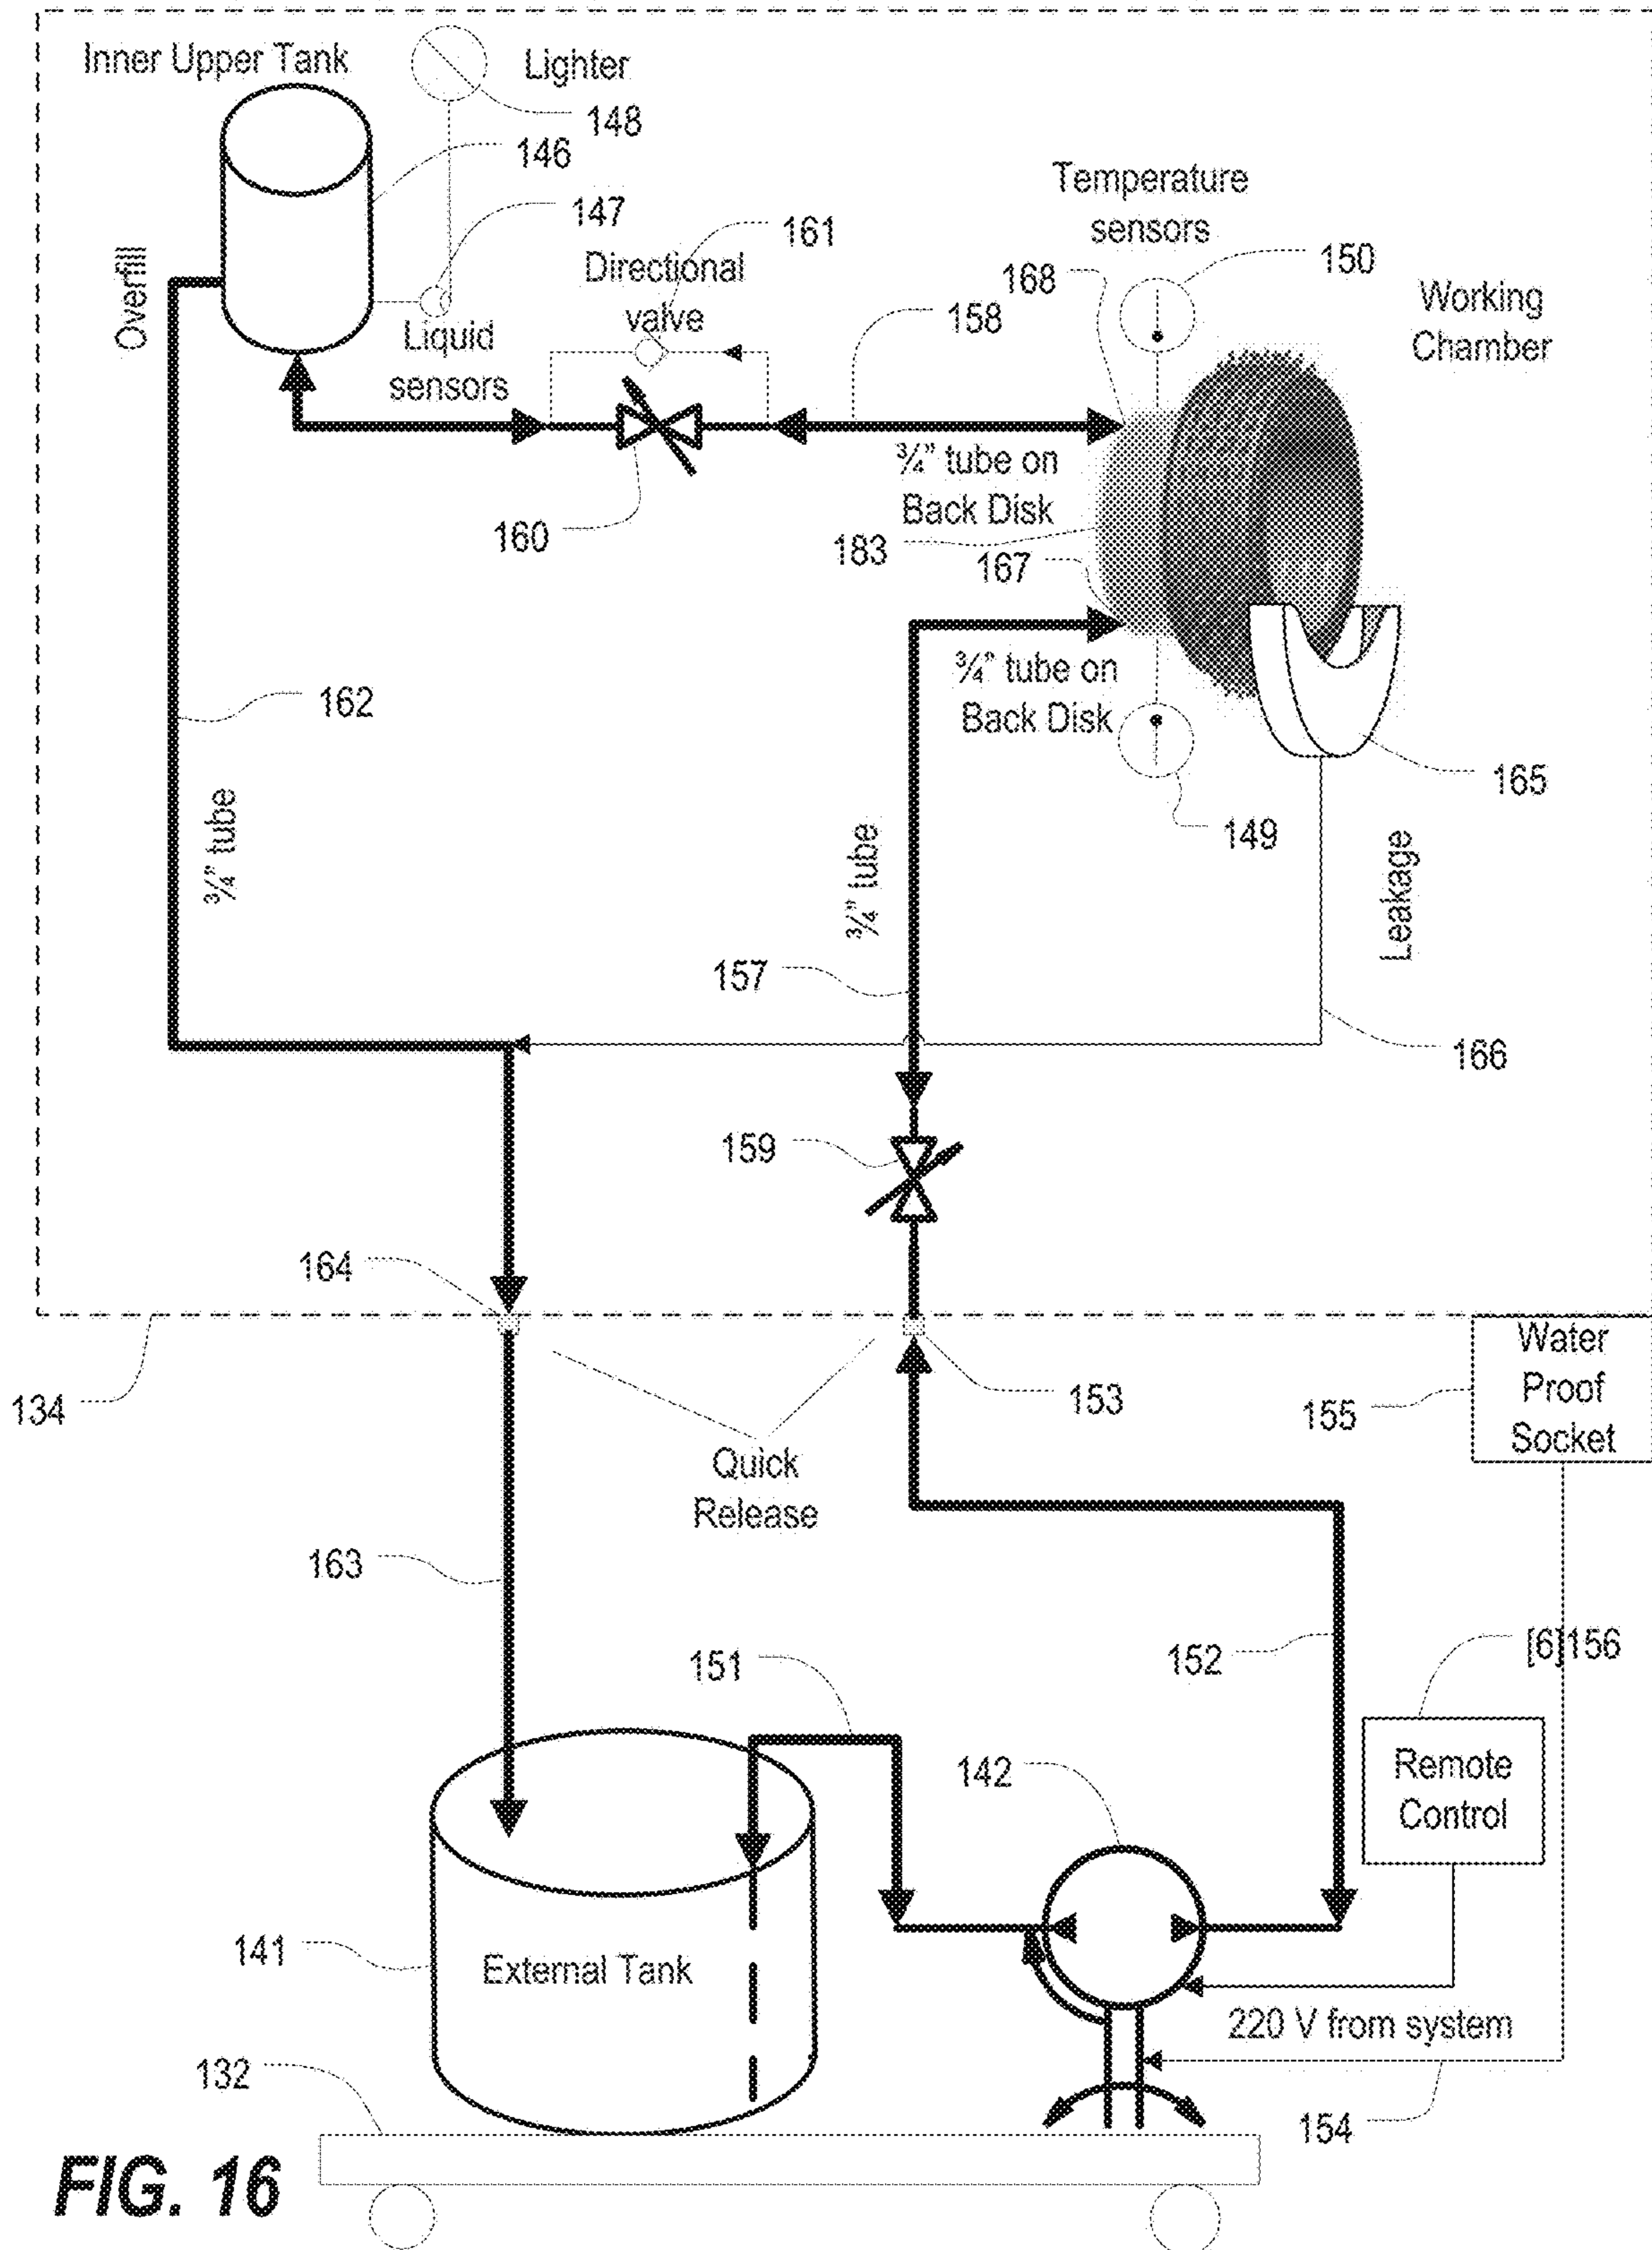 Inner Upper Tank
Lighter
148
146
147
161
Directional
valve
Liquid
sensors
Overfill
Temperature
sensors
150
168
158
Working
Chamber
¾” tube on
Back Disk
160
183
167
¾” tube on
Back Disk
162
165
149
¾” tube
¾” tube
Leakage
157
166
159
164
134
153
155
Water
Proof
Socket
Quick
Release
163
151
152
[6]156
142
Remote
Control
141
External Tank
220 V from system
132
154
FIG. 16